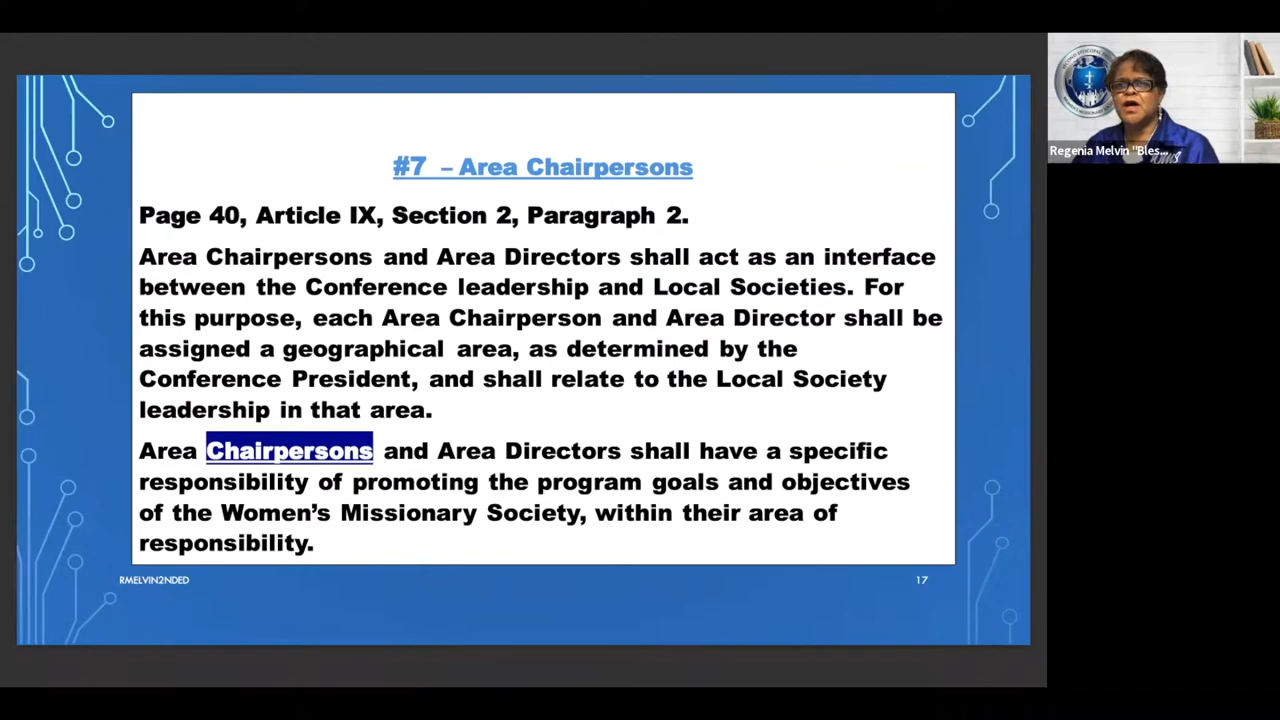 #7 – Area Chairpersons
Page 40, Article IX, Section 2, Paragraph 2.
Area Chairpersons and Area Directors shall act as an interface
between the Conference leadership and Local Societies. For
this purpose, each Area Chairperson and Area Director shall be
assigned a geographical area, as determined by the
Conference President, and shall relate to the Local Society
leadership in that area.
Area Chairpersons and Area Directors shall have a specific
responsibility of promoting the program goals and objectives
of the Women's Missionary Society, within their area of
responsibility.
RMELVIN2NDED
17
Regenia Melvin "Bles...